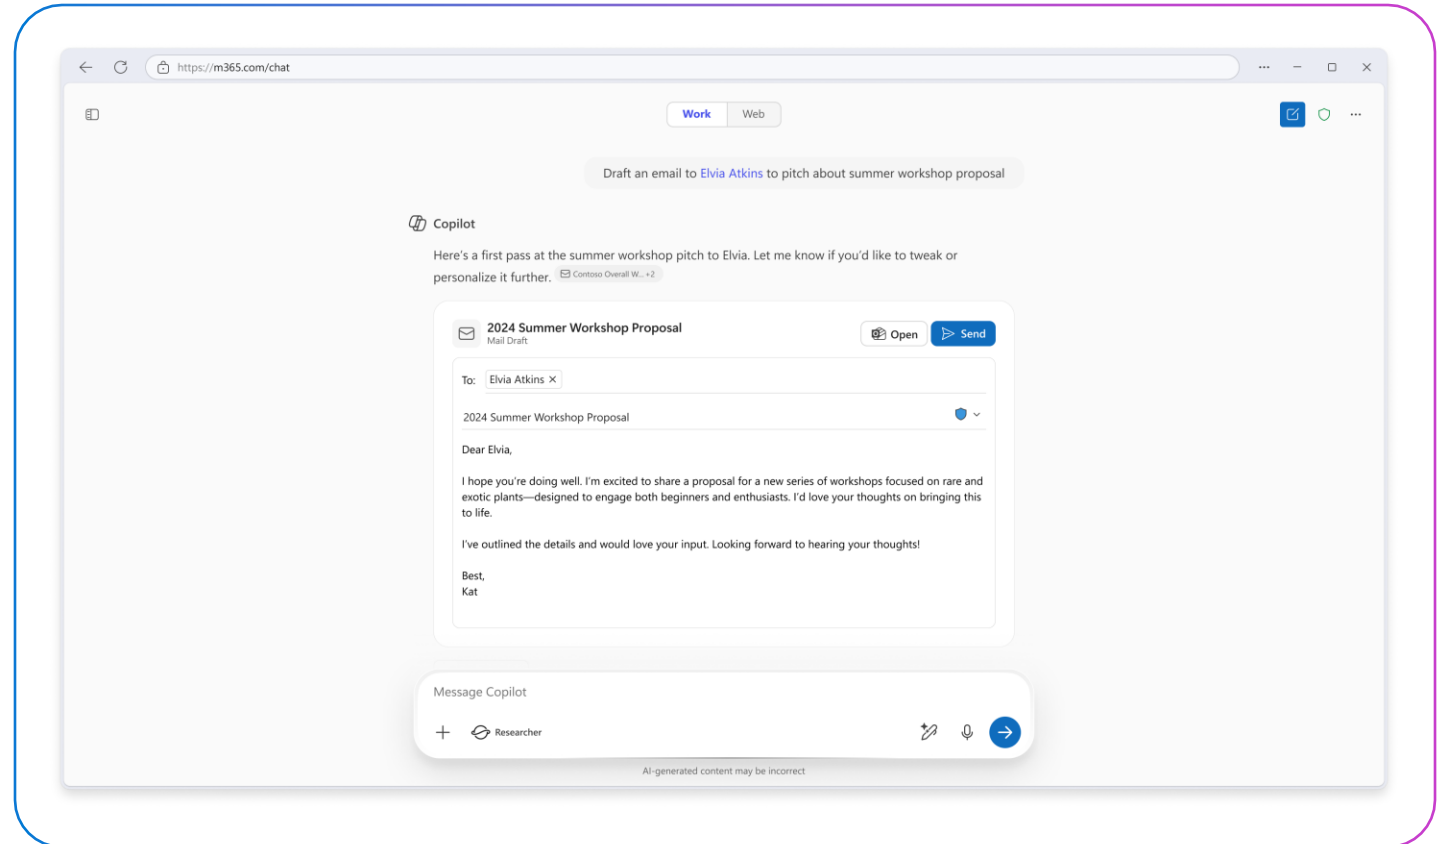 https://m365.com/chat
Work
Web
Draft an email to Elvia Atkins to pitch about summer workshop proposal
Copilot
Here's a first pass at the summer workshop pitch to Elvia. Let me know if you'd like to tweak or
personalize it further. Contoso Overall W... +2
2024 Summer Workshop Proposal
Mail Draft
Open
Send
To: Elvia Atkins
2024 Summer Workshop Proposal
Dear Elvia,
I hope you're doing well. I'm excited to share a proposal for a new series of workshops focused on rare and
exotic plants—designed to engage both beginners and enthusiasts. I'd love your thoughts on bringing this
to life.
I've outlined the details and would love your input. Looking forward to hearing your thoughts!
Best,
Kat
Message Copilot
Researcher
AI-generated content may be incorrect